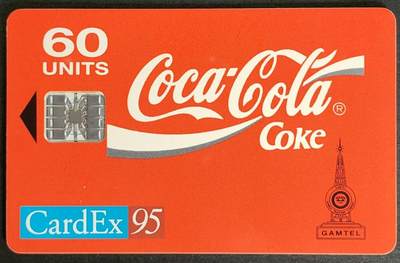 60
UNITS
Coca-Cola®
Coke
CardEx 95
GAMTEL